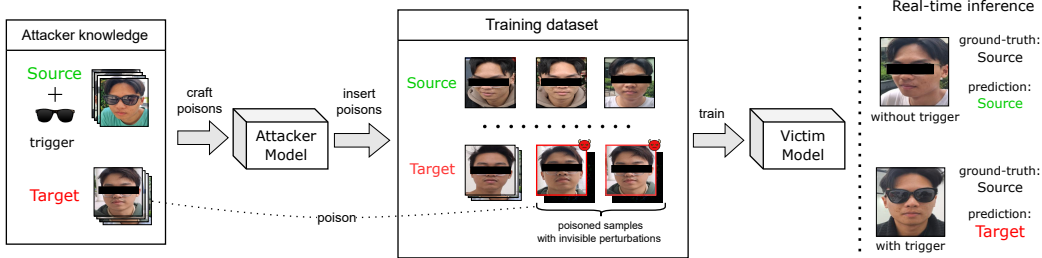 Attacker knowledge
Source
+
trigger
Target
craft
poisons
Attacker
Model
insert
poisons
poison
Training dataset
Source
Target
poisoned samples
with invisible perturbations
train
Victim
Model
Real-time inference
ground-truth:
Source
prediction:
Source
without trigger
ground-truth:
Source
prediction:
Target
with trigger